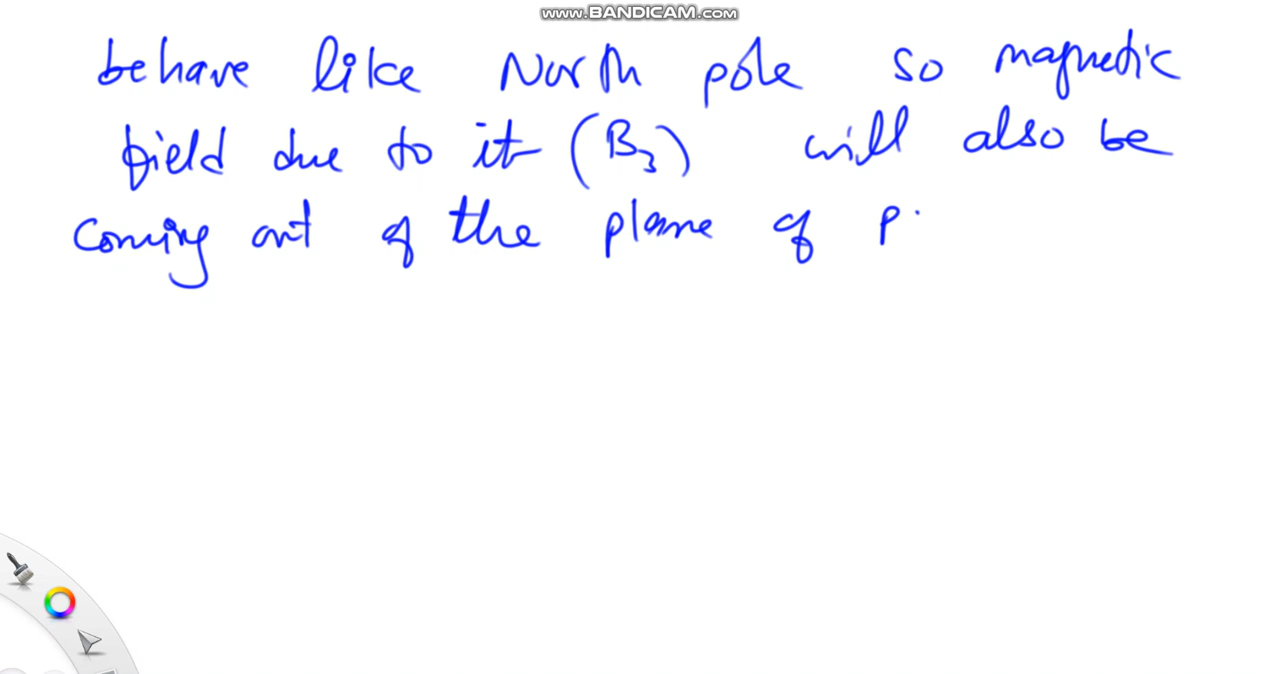 www.BANDICAM.com
behave like North pole so magnetic
field due to it (B3) will also be
coming out of the plane of p